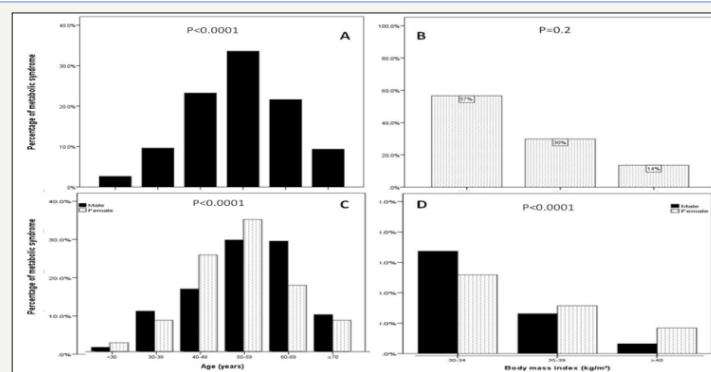 P<0.0001
A
Percentage of metabolic syndrome
40.0%
30.0%
20.0%
10.0%
.0%
P=0.2
B
100.0%
80.0%
60.0%
40.0%
20.0%
.0%
57%
30%
14%
P<0.0001
C
Male
Female
Percentage of metabolic syndrome
40.0%
30.0%
20.0%
10.0%
.0%
<30
30-39
40-49
50-59
60-69
≥70
Age (years)
P<0.0001
D
Male
Female
.0%
30-34
35-39
≥40
Body mass index (kg/m²)